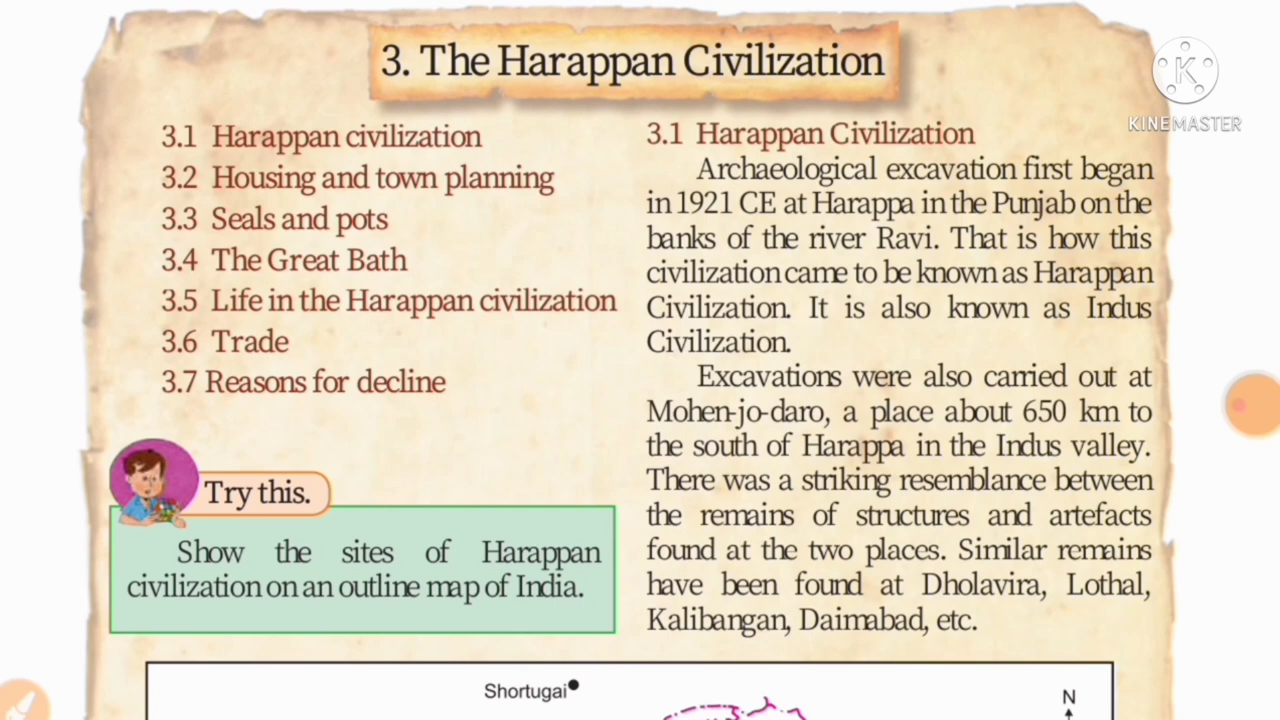 3. The Harappan Civilization
KINEMASTER
3.1 Harappan civilization
3.2 Housing and town planning
3.3 Seals and pots
3.4 The Great Bath
3.5 Life in the Harappan civilization
3.6 Trade
3.7 Reasons for decline
Try this.
Show the sites of Harappan
civilization on an outline map of India.
3.1 Harappan Civilization
Archaeological excavation first began
in 1921 CE at Harappa in the Punjab on the
banks of the river Ravi. That is how this
civilization came to be known as Harappan
Civilization. It is also known as Indus
Civilization.
Excavations were also carried out at
Mohen-jo-daro, a place about 650 km to
the south of Harappa in the Indus valley.
There was a striking resemblance between
the remains of structures and artefacts
found at the two places. Similar remains
have been found at Dholavira, Lothal,
Kalibangan, Daimabad, etc.
Shortugai
N